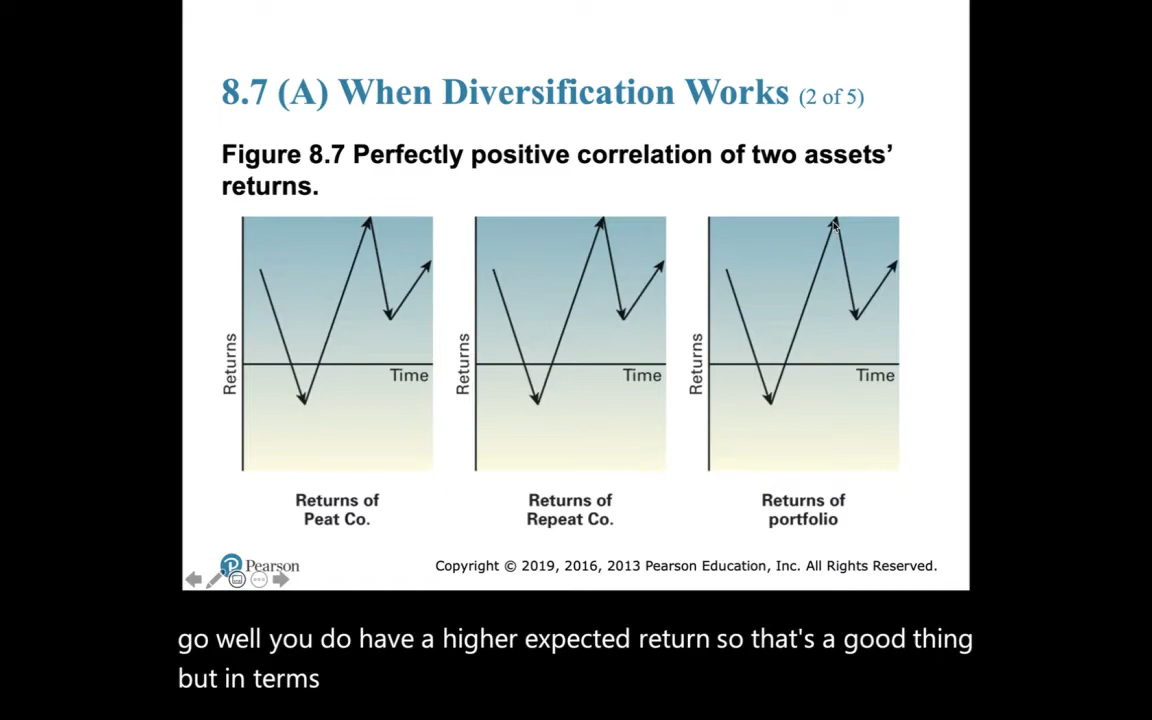 8.7 (A) When Diversification Works (2 of 5)
Figure 8.7 Perfectly positive correlation of two assets’
returns.
Returns
Time
Returns
Time
Returns
Time
Returns of
Peat Co.
Returns of
Repeat Co.
Returns of
portfolio
P Pearson
Copyright © 2019, 2016, 2013 Pearson Education, Inc. All Rights Reserved.
go well you do have a higher expected return so that's a good thing
but in terms